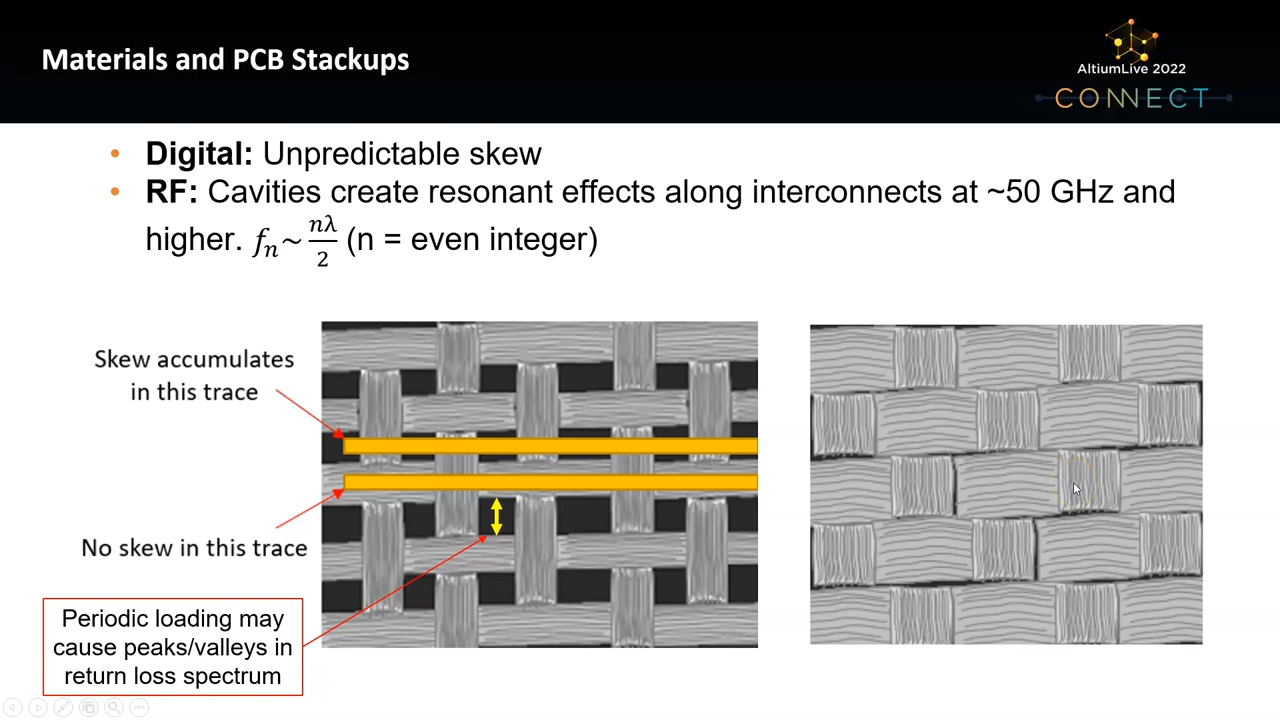 Materials and PCB Stackups
AltiumLive 2022
CONNECT
• Digital: Unpredictable skew
• RF: Cavities create resonant effects along interconnects at ~50 GHz and
higher. fₙ~nλ/2 (n = even integer)
Skew accumulates
in this trace
No skew in this trace
Periodic loading may
cause peaks/valleys in
return loss spectrum